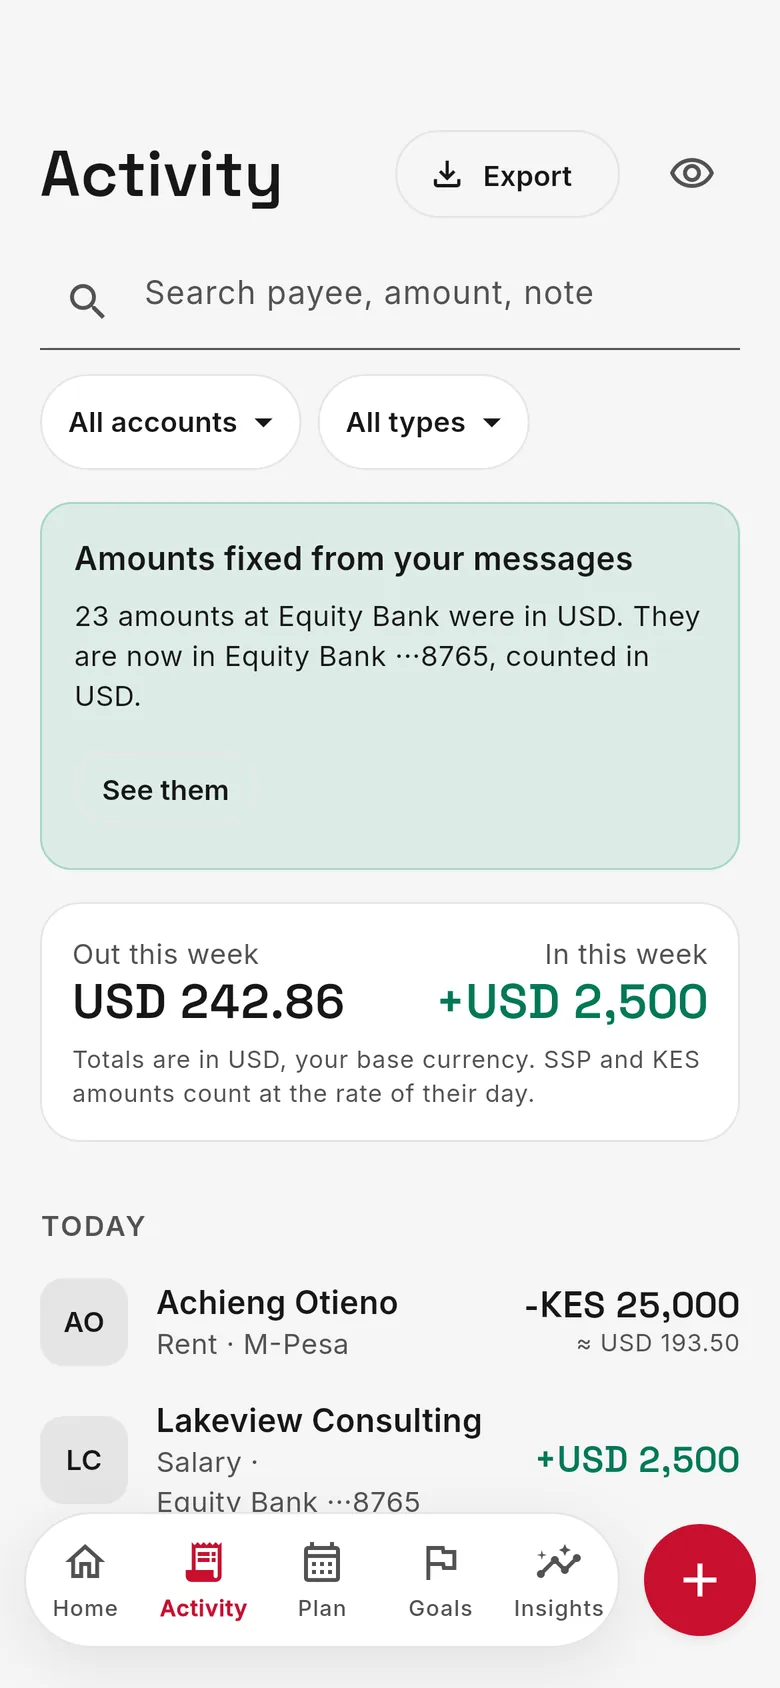 Activity
Export
Search payee, amount, note
All accounts
All types
Amounts fixed from your messages
23 amounts at Equity Bank were in USD. They
are now in Equity Bank ···8765, counted in
USD.
See them
Out this week
In this week
USD 242.86
+USD 2,500
Totals are in USD, your base currency. SSP and KES
amounts count at the rate of their day.
TODAY
AO
Achieng Otieno
-KES 25,000
Rent · M-Pesa
≈ USD 193.50
LC
Lakeview Consulting
Salary ·
+USD 2,500
Equity Bank ···8765
Home
Activity
Plan
Goals
Insights